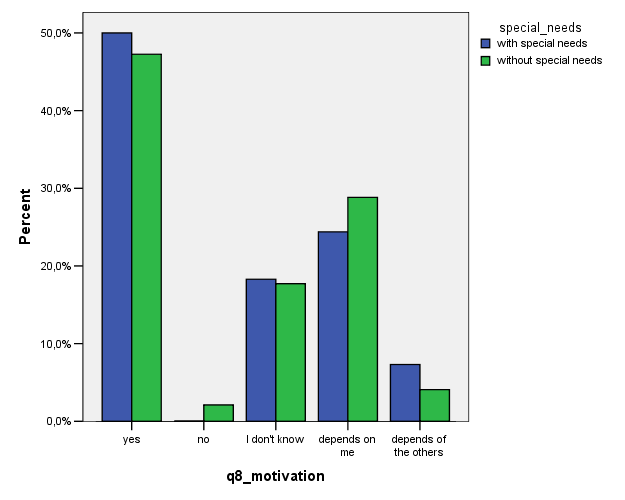 special_needs
with special needs
without special needs
Percent
50,0%
40,0%
30,0%
20,0%
10,0%
0,0%
yes
no
I don't know
depends on
me
depends of
the others
q8_motivation